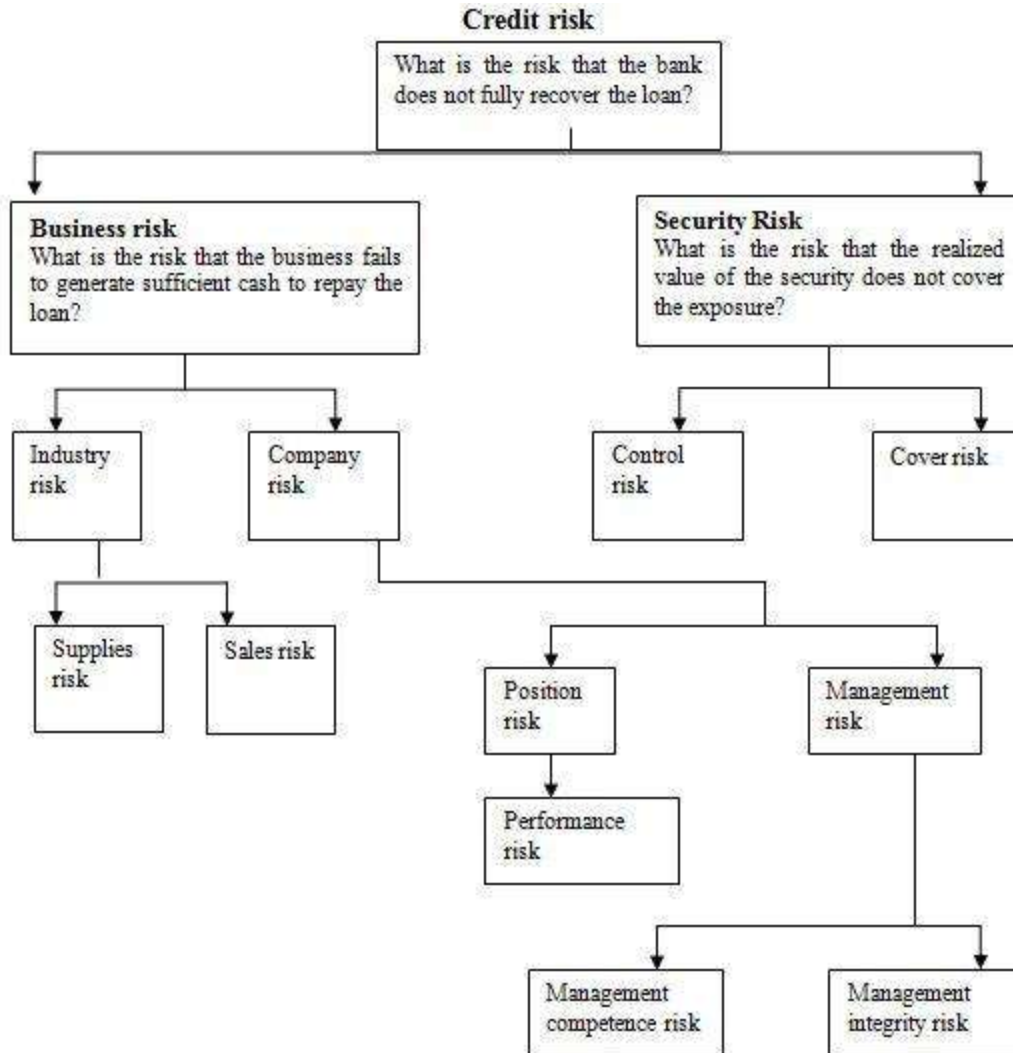 Credit risk
What is the risk that the bank
does not fully recover the loan?
Business risk
What is the risk that the business fails
to generate sufficient cash to repay the
loan?
Security Risk
What is the risk that the realized
value of the security does not cover
the exposure?
Industry
risk
Company
risk
Control
risk
Cover risk
Supplies
risk
Sales risk
Position
risk
Management
risk
Performance
risk
Management
competence risk
Management
integrity risk